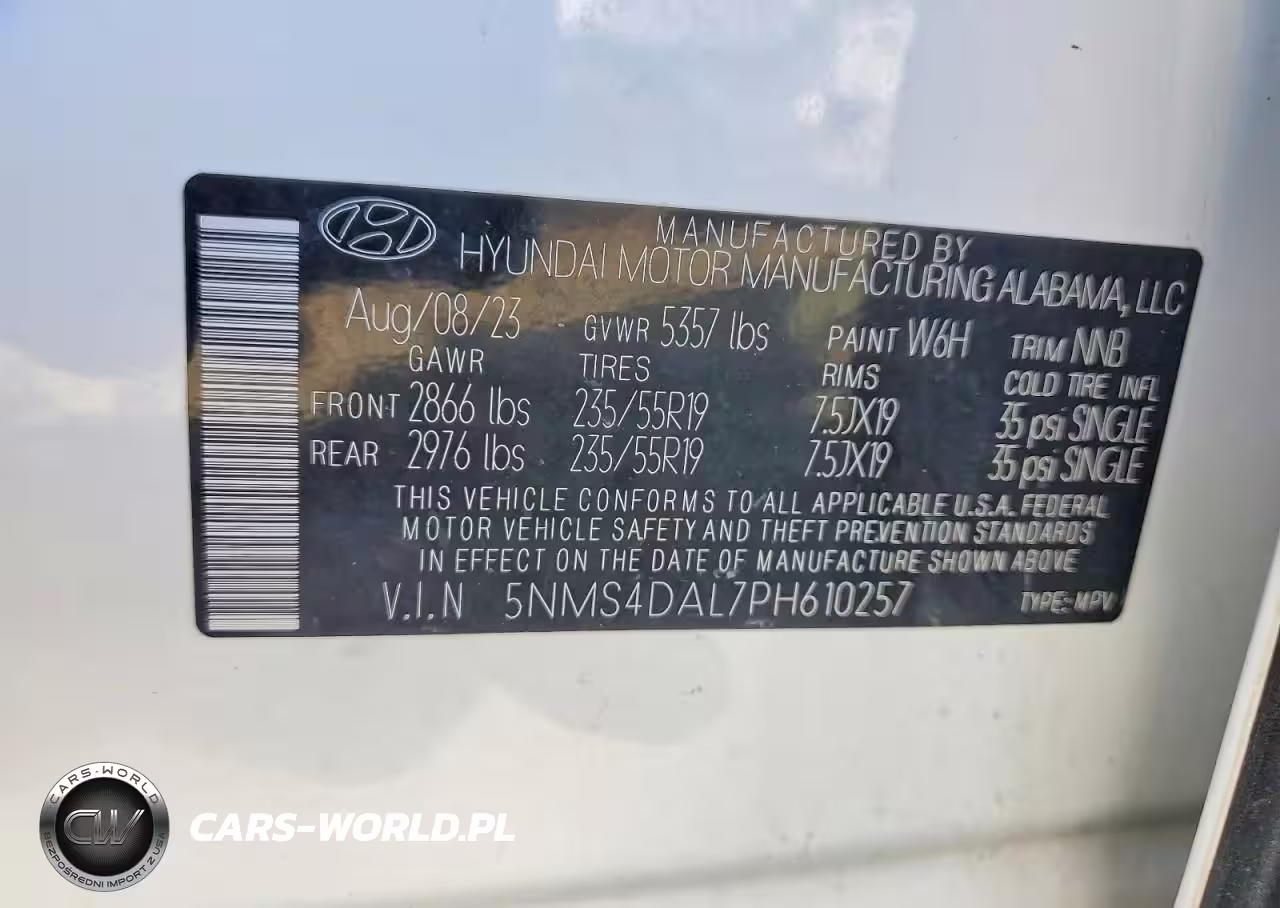 MANUFACTURED BY
HYUNDAI MOTOR MANUFACTURING ALABAMA, LLC
Aug/08/23 GVWR 5357 lbs PAINT W6H TRIM NNB
GAWR TIRES RIMS COLD TIRE INFL
FRONT 2866 lbs 235/55R19 7.5JX19 35 psi SINGLE
REAR 2976 lbs 235/55R19 7.5JX19 35 psi SINGLE
THIS VEHICLE CONFORMS TO ALL APPLICABLE U.S.A. FEDERAL
MOTOR VEHICLE SAFETY AND THEFT PREVENTION STANDARDS
IN EFFECT ON THE DATE OF MANUFACTURE SHOWN ABOVE
V.I.N 5NMS4DAL7PH610257 TYPE: MPV
CARS-WORLD
CW
BEZPOŚREDNI IMPORT Z USA
CARS-WORLD.PL